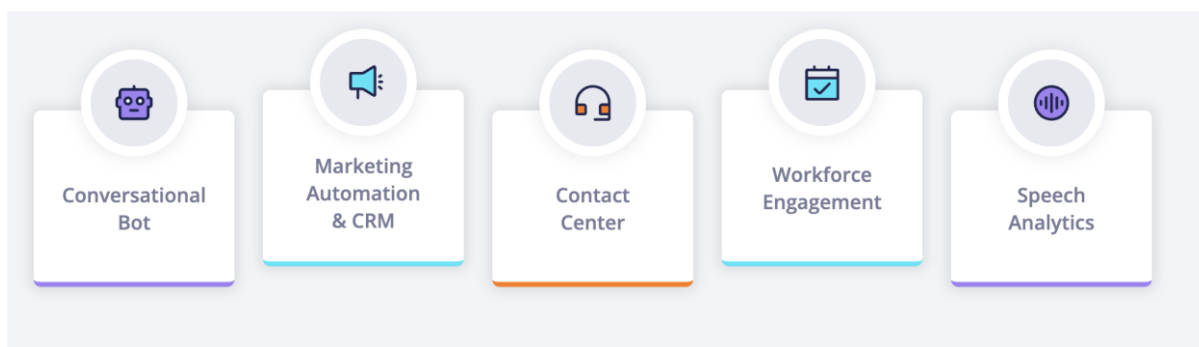 Conversational
Bot
Marketing
Automation
& CRM
Contact
Center
Workforce
Engagement
Speech
Analytics